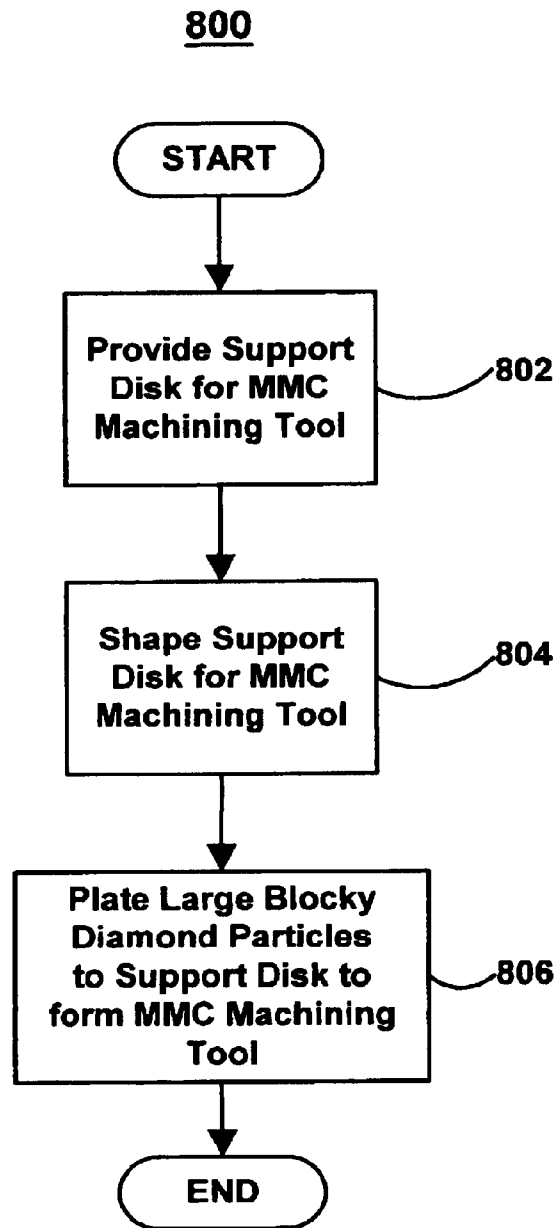 800
START
Provide Support
Disk for MMC
Machining Tool
802
Shape Support
Disk for MMC
Machining Tool
804
Plate Large Blocky
Diamond Particles
to Support Disk to
form MMC Machining
Tool
806
END